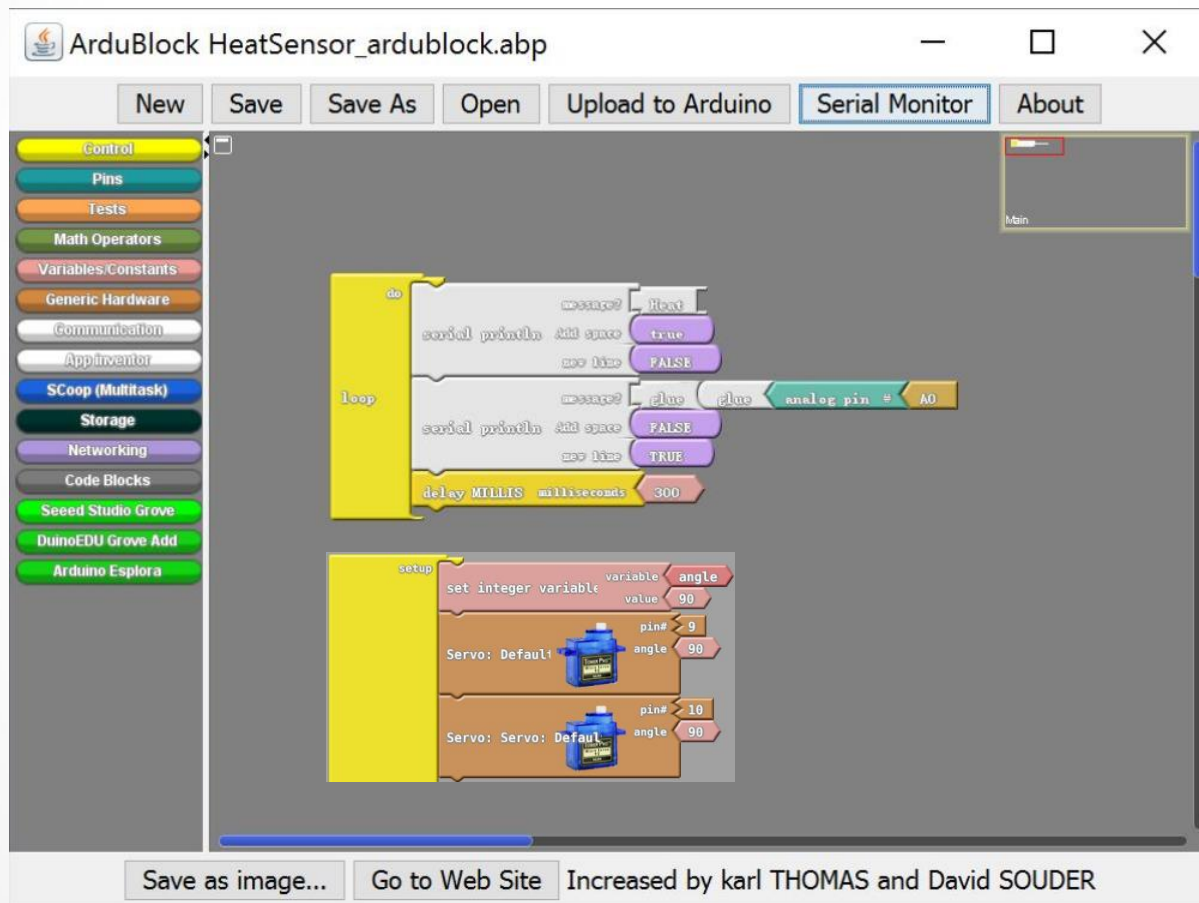 ArduBlock HeatSensor_ardublock.abp
New Save Save As Open Upload to Arduino Serial Monitor About
Control
Pins
Tests
Math Operators
Variables/Constants
Generic Hardware
Communication
App inventor
SCoop (Multitask)
Storage
Networking
Code Blocks
Seeed Studio Grove
DuinoEDU Grove Add
Arduino Esplora
Main
loop
do
serial println
message? Heat
Add space true
new line FALSE
serial println
message? glue glue analog pin # A0
Add space FALSE
new line TRUE
delay MILLIS milliseconds 300
setup
set integer variable
variable angle
value 90
Servo: Default
pin# 9
angle 90
Servo: Servo: Defaul
pin# 10
angle 90
Save as image... Go to Web Site Increased by karl THOMAS and David SOUDER